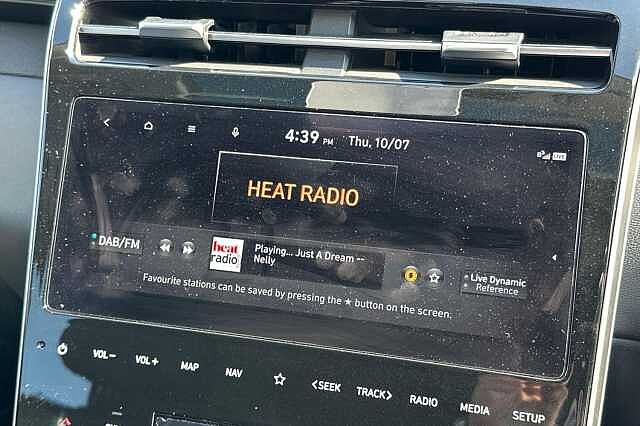 4:39 PM Thu, 10/07
LIVE
HEAT RADIO
DAB/FM
heat
radio
Playing... Just A Dream --
Nelly
Live Dynamic
Reference
Favourite stations can be saved by pressing the ★ button on the screen.
VOL−
VOL+
MAP
NAV
<SEEK
TRACK>
RADIO
MEDIA
SETUP